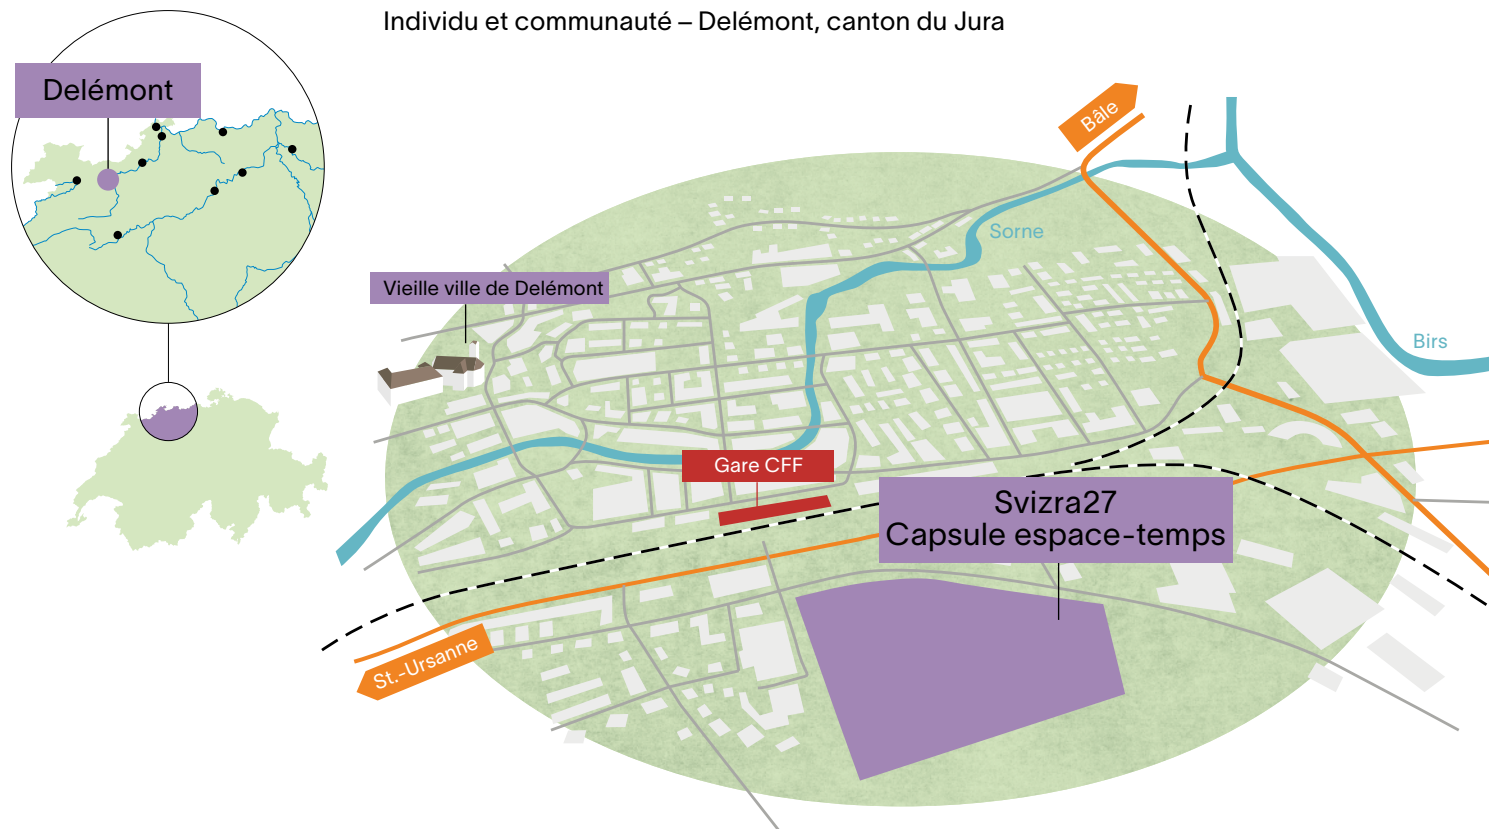 Individu et communauté – Delémont, canton du Jura
Delémont
Bâle
Sorne
Vieille ville de Delémont
Birs
Gare CFF
Svizra27
Capsule espace-temps
St.-Ursanne